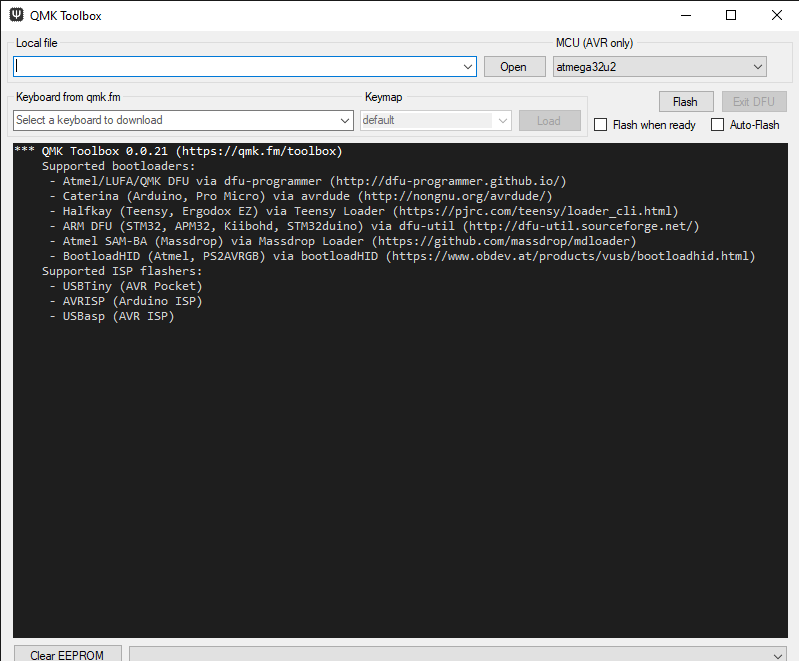 QMK Toolbox
Local file
MCU (AVR only)
Open
atmega32u2
Keyboard from qmk.fm
Keymap
Flash
Exit DFU
Select a keyboard to download
default
Load
Flash when ready
Auto-Flash
*** QMK Toolbox 0.0.21 (https://qmk.fm/toolbox)
Supported bootloaders:
- Atmel/LUFA/QMK DFU via dfu-programmer (http://dfu-programmer.github.io/)
- Caterina (Arduino, Pro Micro) via avrdude (http://nongnu.org/avrdude/)
- Halfkay (Teensy, Ergodox EZ) via Teensy Loader (https://pjrc.com/teensy/loader_cli.html)
- ARM DFU (STM32, APM32, Kiibohd, STM32duino) via dfu-util (http://dfu-util.sourceforge.net/)
- Atmel SAM-BA (Massdrop) via Massdrop Loader (https://github.com/massdrop/mdloader)
- BootloadHID (Atmel, PS2AVRGB) via bootloadHID (https://www.obdev.at/products/vusb/bootloadhid.html)
Supported ISP flashers:
- USBTiny (AVR Pocket)
- AVRISP (Arduino ISP)
- USBasp (AVR ISP)
Clear EEPROM